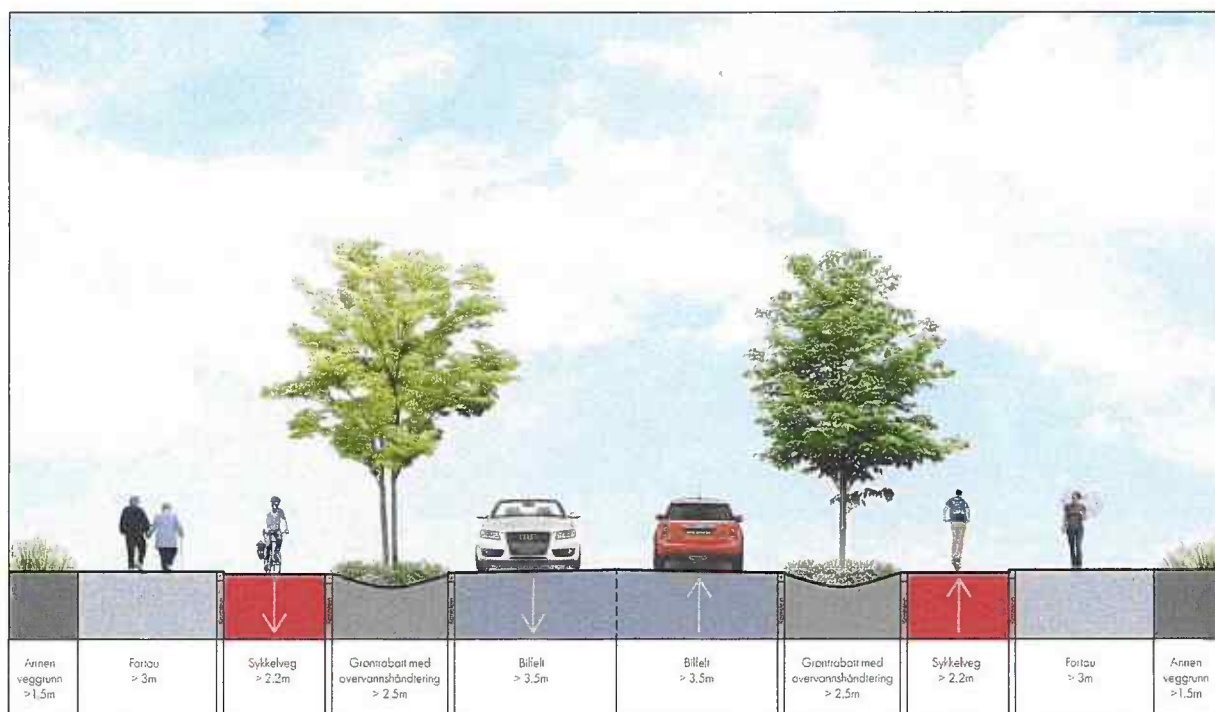 Annen
veggrunn
>1.5m
Fortau
> 3m
Sykkelveg
> 2.2m
Grøntrabatt med
overvannshåndtering
> 2.5m
Bilfelt
> 3.5m
Bilfelt
> 3.5m
Grøntrabatt med
overvannshåndtering
> 2.5m
Sykkelveg
> 2.2m
Fortau
> 3m
Annen
veggrunn
>1.5m